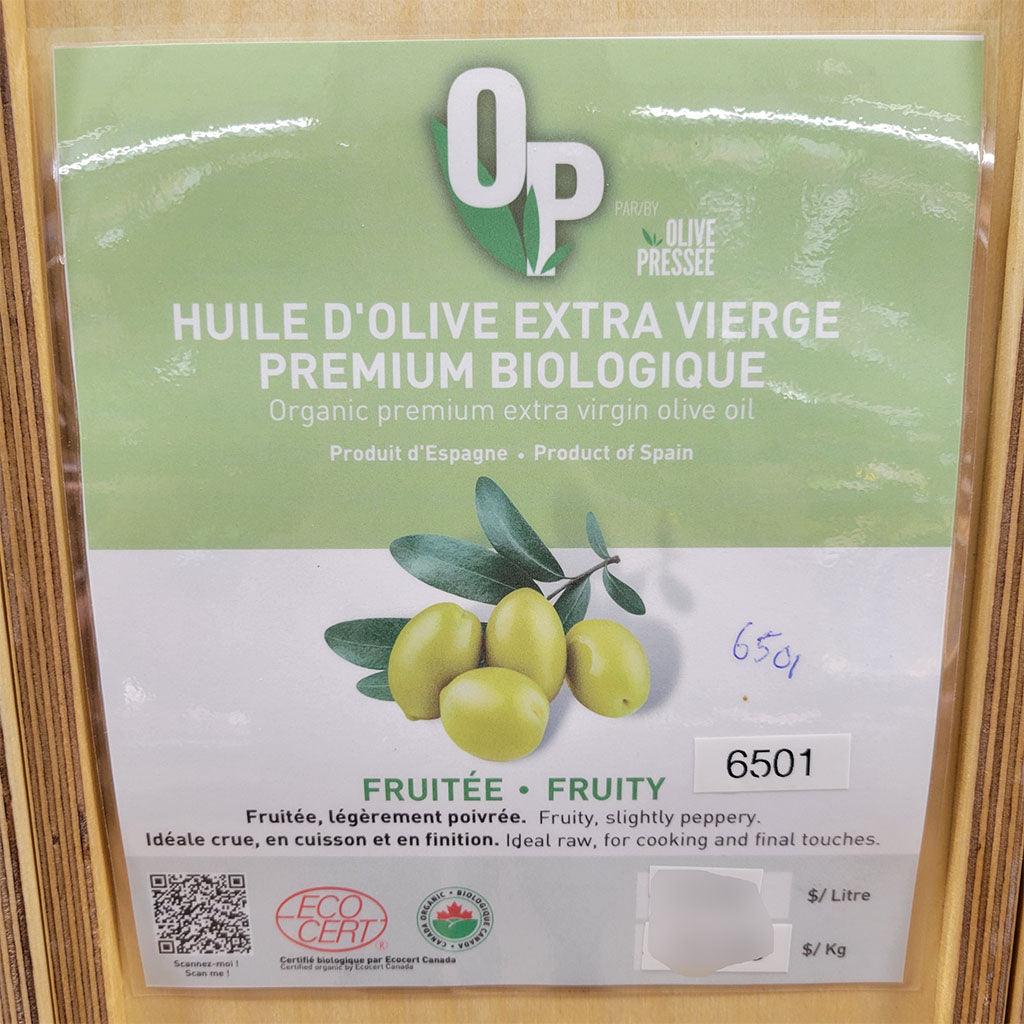 OP
PAR/BY
OLIVE
PRESSÉE
HUILE D'OLIVE EXTRA VIERGE
PREMIUM BIOLOGIQUE
Organic premium extra virgin olive oil
Produit d'Espagne • Product of Spain
6501
6501
FRUITÉE • FRUITY
Fruitée, légèrement poivrée. Fruity, slightly peppery.
Idéale crue, en cuisson et en finition. Ideal raw, for cooking and final touches.
$/ Litre
$/ Kg
ECO
CERT®
CANADA ORGANIC • BIOLOGIQUE CANADA •
Certifié biologique par Ecocert Canada
Certified organic by Ecocert Canada
Scannez-moi !
Scan me !